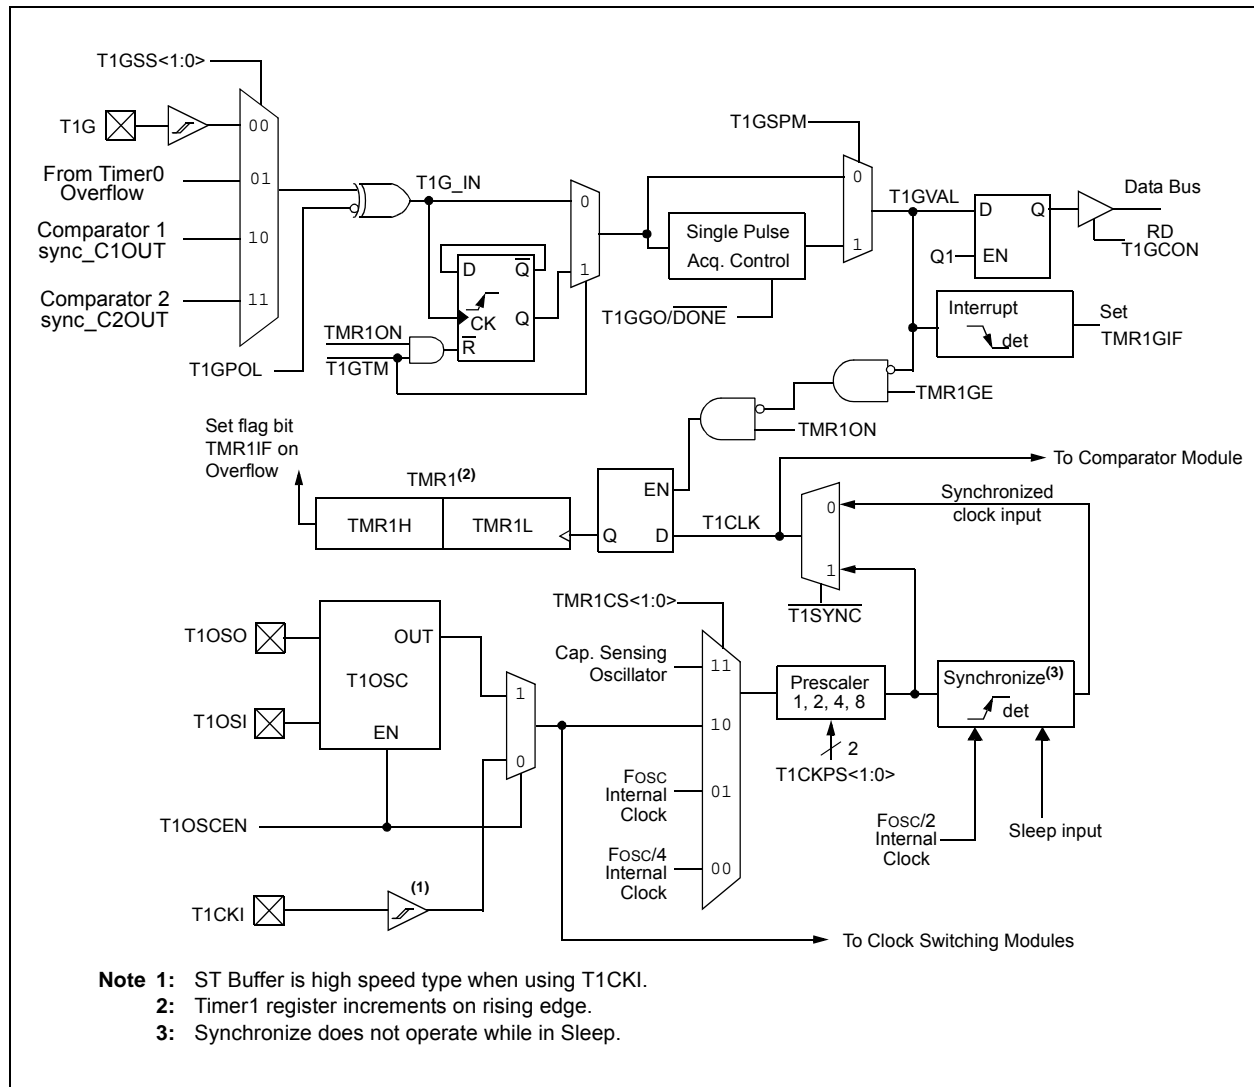 T1GSS<1:0>
T1G
00
From Timer0
Overflow
01
Comparator 1
sync_C1OUT
10
Comparator 2
sync_C2OUT
11
T1GPOL
T1G_IN
D
Q
CK
Q
R
TMR1ON
T1GTM
0
1
T1GSPM
Single Pulse
Acq. Control
T1GGO/DONE
0
1
T1GVAL
D
Q
Q1
EN
Data Bus
RD
T1GCON
Interrupt
det
Set
TMR1GIF
TMR1GE
TMR1ON
Set flag bit
TMR1IF on
Overflow
TMR1(2)
TMR1H
TMR1L
EN
Q
D
T1CLK
To Comparator Module
0
1
Synchronized
clock input
T1SYNC
T1OSO
T1OSI
OUT
T1OSC
EN
1
0
T1OSCEN
T1CKI
(1)
TMR1CS<1:0>
Cap. Sensing
Oscillator
11
10
FOSC
Internal
Clock
01
FOSC/4
Internal
Clock
00
Prescaler
1, 2, 4, 8
2
T1CKPS<1:0>
Synchronize(3)
det
FOSC/2
Internal
Clock
Sleep input
To Clock Switching Modules
Note 1: ST Buffer is high speed type when using T1CKI.
2: Timer1 register increments on rising edge.
3: Synchronize does not operate while in Sleep.